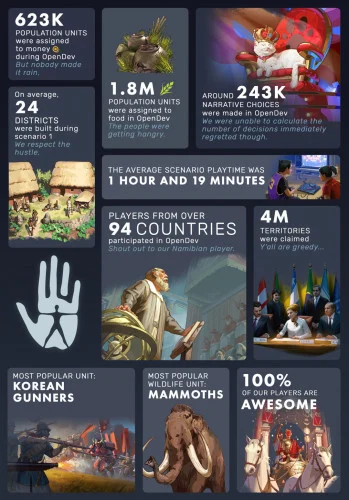 623K
POPULATION UNITS
were assigned
to money
during OpenDev
But nobody made
it rain.
1.8M
POPULATION UNITS
were assigned to
food in OpenDev
The people were
getting hangry.
AROUND 243K
NARRATIVE CHOICES
were made in OpenDev
We were unable to calculate the
number of decisions immediately
regretted though.
On average,
24
DISTRICTS
were built during
scenario 1
We respect the
hustle.
THE AVERAGE SCENARIO PLAYTIME WAS
1 HOUR AND 19 MINUTES
PLAYERS FROM OVER
94 COUNTRIES
participated in OpenDev
Shout out to our Namibian player.
4M
TERRITORIES
were claimed
Y'all are greedy...
MOST POPULAR UNIT:
KOREAN
GUNNERS
MOST POPULAR
WILDLIFE UNIT:
MAMMOTHS
100%
OF OUR PLAYERS ARE
AWESOME